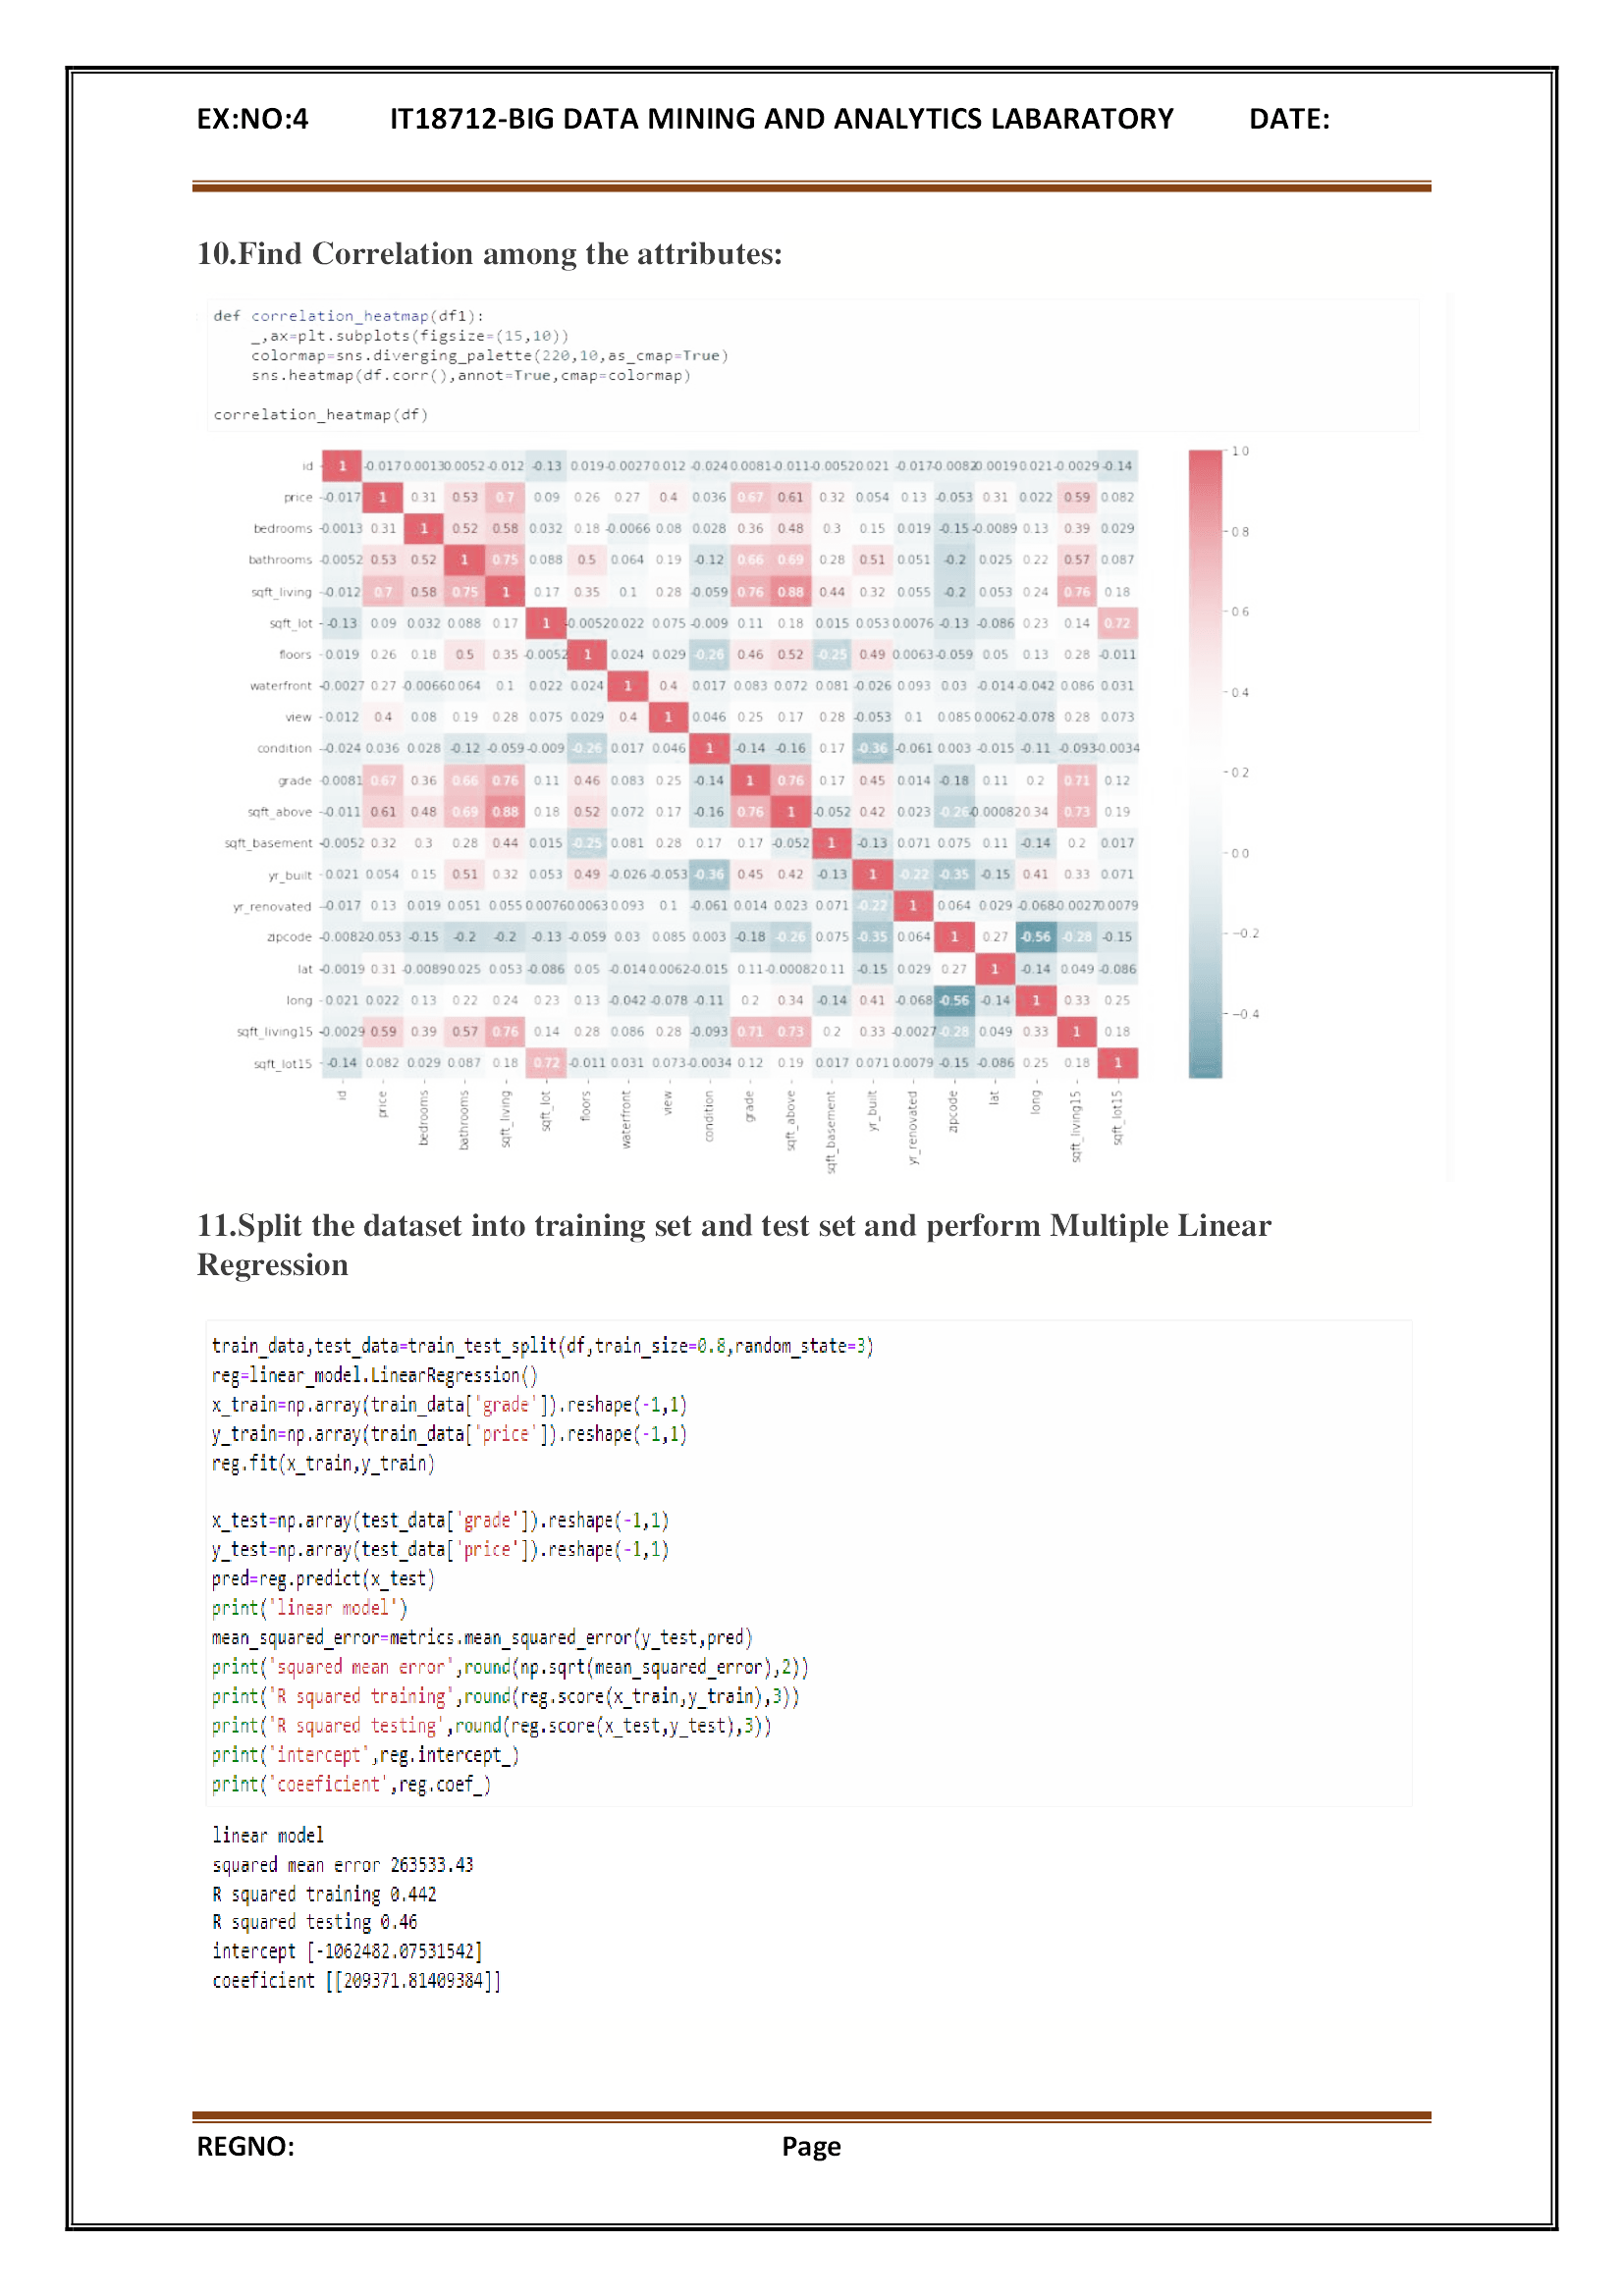 EX:NO:4 IT18712-BIG DATA MINING AND ANALYTICS LABARATORY DATE:
10.Find Correlation among the attributes:
def correlation_heatmap(df1):
_,ax=plt.subplots(figsize=(15,10))
colormap=sns.diverging_palette(220,10,as_cmap=True)
sns.heatmap(df.corr(),annot=True,cmap=colormap)
correlation_heatmap(df)
id 1 -0.017 0.0013 0.0052 -0.012 -0.13 0.019 -0.0027 0.012 -0.024 0.0081 -0.011 -0.0052 0.021 -0.017 -0.0082 0.0019 0.021 -0.0029 -0.14
price -0.017 1 0.31 0.53 0.7 0.09 0.26 0.27 0.4 0.036 0.67 0.61 0.32 0.054 0.13 -0.053 0.31 0.022 0.59 0.082
bedrooms -0.0013 0.31 1 0.52 0.58 0.032 0.18 -0.0066 0.08 0.028 0.36 0.48 0.3 0.15 0.019 -0.15 -0.0089 0.13 0.39 0.029
bathrooms -0.0052 0.53 0.52 1 0.75 0.088 0.5 0.064 0.19 -0.12 0.66 0.69 0.28 0.51 0.051 -0.2 0.025 0.22 0.57 0.087
sqft_living -0.012 0.7 0.58 0.75 1 0.17 0.35 0.1 0.28 -0.059 0.76 0.88 0.44 0.32 0.055 -0.2 0.053 0.24 0.76 0.18
sqft_lot -0.13 0.09 0.032 0.088 0.17 1 -0.0052 0.022 0.075 -0.009 0.11 0.18 0.015 0.053 0.0076 -0.13 -0.086 0.23 0.14 0.72
floors -0.019 0.26 0.18 0.5 0.35 -0.0052 1 0.024 0.029 -0.26 0.46 0.52 -0.25 0.49 0.0063 -0.059 0.05 0.13 0.28 -0.011
waterfront -0.0027 0.27 -0.0066 0.064 0.1 0.022 0.024 1 0.4 0.017 0.083 0.072 0.081 -0.026 0.093 0.03 -0.014 -0.042 0.086 0.031
view -0.012 0.4 0.08 0.19 0.28 0.075 0.029 0.4 1 0.046 0.25 0.17 0.28 -0.053 0.1 0.085 0.0062 -0.078 0.28 0.073
condition -0.024 0.036 0.028 -0.12 -0.059 -0.009 -0.26 0.017 0.046 1 -0.14 -0.16 0.17 -0.36 -0.061 0.003 -0.015 -0.11 -0.093 -0.0034
grade -0.0081 0.67 0.36 0.66 0.76 0.11 0.46 0.083 0.25 -0.14 1 0.76 0.17 0.45 0.014 -0.18 0.11 0.2 0.71 0.12
sqft_above -0.011 0.61 0.48 0.69 0.88 0.18 0.52 0.072 0.17 -0.16 0.76 1 -0.052 0.42 0.023 -0.26 -0.00082 0.34 0.73 0.19
sqft_basement -0.0052 0.32 0.3 0.28 0.44 0.015 -0.25 0.081 0.28 0.17 0.17 -0.052 1 -0.13 0.071 0.075 0.11 -0.14 0.2 0.017
yr_built -0.021 0.054 0.15 0.51 0.32 0.053 0.49 -0.026 -0.053 -0.36 0.45 0.42 -0.13 1 -0.22 -0.35 -0.15 0.41 0.33 0.071
yr_renovated -0.017 0.13 0.019 0.051 0.055 0.0076 0.0063 0.093 0.1 -0.061 0.014 0.023 0.071 -0.22 1 0.064 0.029 -0.068 -0.0027 0.0079
zipcode -0.0082 -0.053 -0.15 -0.2 -0.2 -0.13 -0.059 0.03 0.085 0.003 -0.18 -0.26 0.075 -0.35 0.064 1 0.27 -0.56 -0.28 -0.15
lat -0.0019 0.31 -0.0089 0.025 0.053 -0.086 0.05 -0.014 0.0062 -0.015 0.11 -0.00082 0.11 -0.15 0.029 0.27 1 -0.14 0.049 -0.086
long -0.021 0.022 0.13 0.22 0.24 0.23 0.13 -0.042 -0.078 -0.11 0.2 0.34 -0.14 0.41 -0.068 -0.56 -0.14 1 0.33 0.25
sqft_living15 -0.0029 0.59 0.39 0.57 0.76 0.14 0.28 0.086 0.28 -0.093 0.71 0.73 0.2 0.33 -0.0027 -0.28 0.049 0.33 1 0.18
sqft_lot15 -0.14 0.082 0.029 0.087 0.18 0.72 -0.011 0.031 0.073 -0.0034 0.12 0.19 0.017 0.071 0.0079 -0.15 -0.086 0.25 0.18 1
id price bedrooms bathrooms sqft_living sqft_lot floors waterfront view condition grade sqft_above sqft_basement yr_built yr_renovated zipcode lat long sqft_living15 sqft_lot15
1.0
0.8
0.6
0.4
0.2
0.0
-0.2
-0.4
11.Split the dataset into training set and test set and perform Multiple Linear
Regression
train_data,test_data=train_test_split(df,train_size=0.8,random_state=3)
reg=linear_model.LinearRegression()
x_train=np.array(train_data['grade']).reshape(-1,1)
y_train=np.array(train_data['price']).reshape(-1,1)
reg.fit(x_train,y_train)
x_test=np.array(test_data['grade']).reshape(-1,1)
y_test=np.array(test_data['price']).reshape(-1,1)
pred=reg.predict(x_test)
print('linear model')
mean_squared_error=metrics.mean_squared_error(y_test,pred)
print('squared mean error',round(np.sqrt(mean_squared_error),2))
print('R squared training',round(reg.score(x_train,y_train),3))
print('R squared testing',round(reg.score(x_test,y_test),3))
print('intercept',reg.intercept_)
print('coeeficient',reg.coef_)
linear model
squared mean error 263533.43
R squared training 0.442
R squared testing 0.46
intercept [-1062482.07531542]
coeeficient [[209371.81409384]]
REGNO: Page